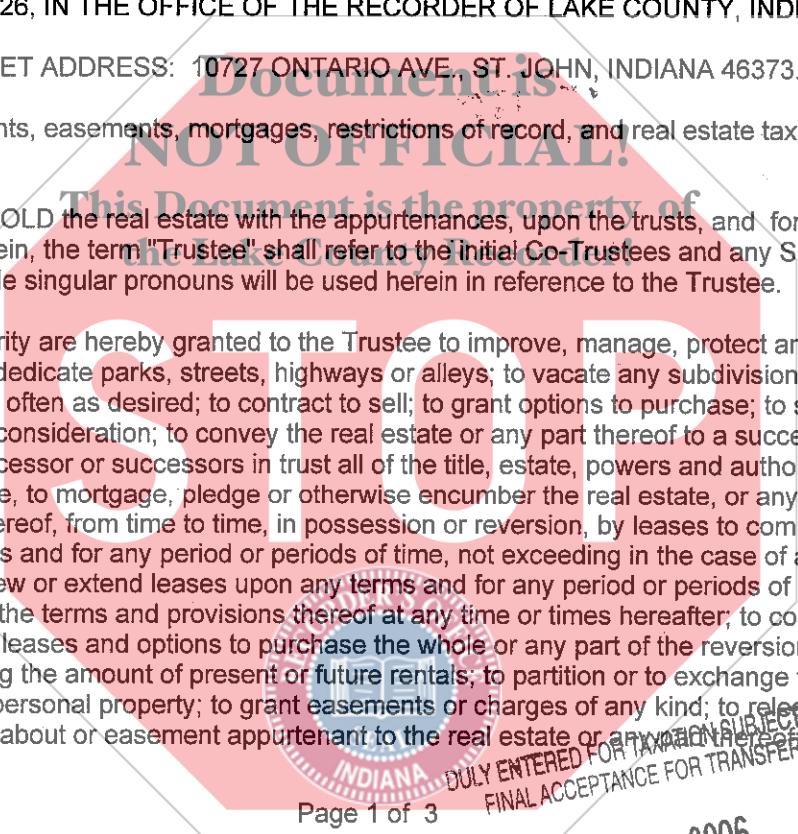 26, IN THE OFFICE OF THE RECORDER OF LAKE COUNTY, INDI
ET ADDRESS: 10727 ONTARIO AVE., ST. JOHN, INDIANA 46373.
Document is
nts, easements, mortgages, restrictions of record, and real estate tax
NOT OFFICIAL!
This Document is the property of
OLD the real estate with the appurtenances, upon the trusts, and for
ein, the term "Trustee" shall refer to the initial Co-Trustees and any S
the Lake County Recorder!
le singular pronouns will be used herein in reference to the Trustee.
rity are hereby granted to the Trustee to improve, manage, protect an
dedicate parks, streets, highways or alleys; to vacate any subdivision
often as desired; to contract to sell; to grant options to purchase; to s
consideration; to convey the real estate or any part thereof to a succe
STOP
cessor or successors in trust all of the title, estate, powers and autho
e, to mortgage, pledge or otherwise encumber the real estate, or any
ereof, from time to time, in possession or reversion, by leases to com
s and for any period or periods of time, not exceeding in the case of a
ew or extend leases upon any terms and for any period or periods of
the terms and provisions thereof at any time or times hereafter; to co
leases and options to purchase the whole or any part of the reversion
g the amount of present or future rentals; to partition or to exchange
personal property; to grant easements or charges of any kind; to relea
about or easement appurtenant to the real estate or any part thereof
DULY ENTERED FOR TAXATION SUBJECT
FINAL ACCEPTANCE FOR TRANSFER
INDIANA
Page 1 of 3
2006